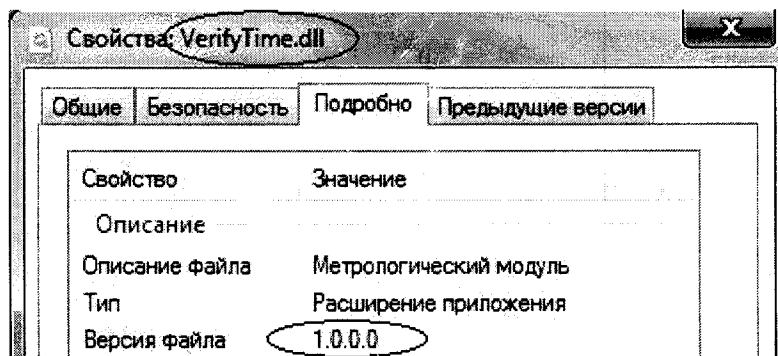 Свойства: VerifyTime.dll
x
Общие Безопасность Подробно Предыдущие версии
Свойство Значение
Описание
Описание файла Метрологический модуль
Тип Расширение приложения
Версия файла 1.0.0.0